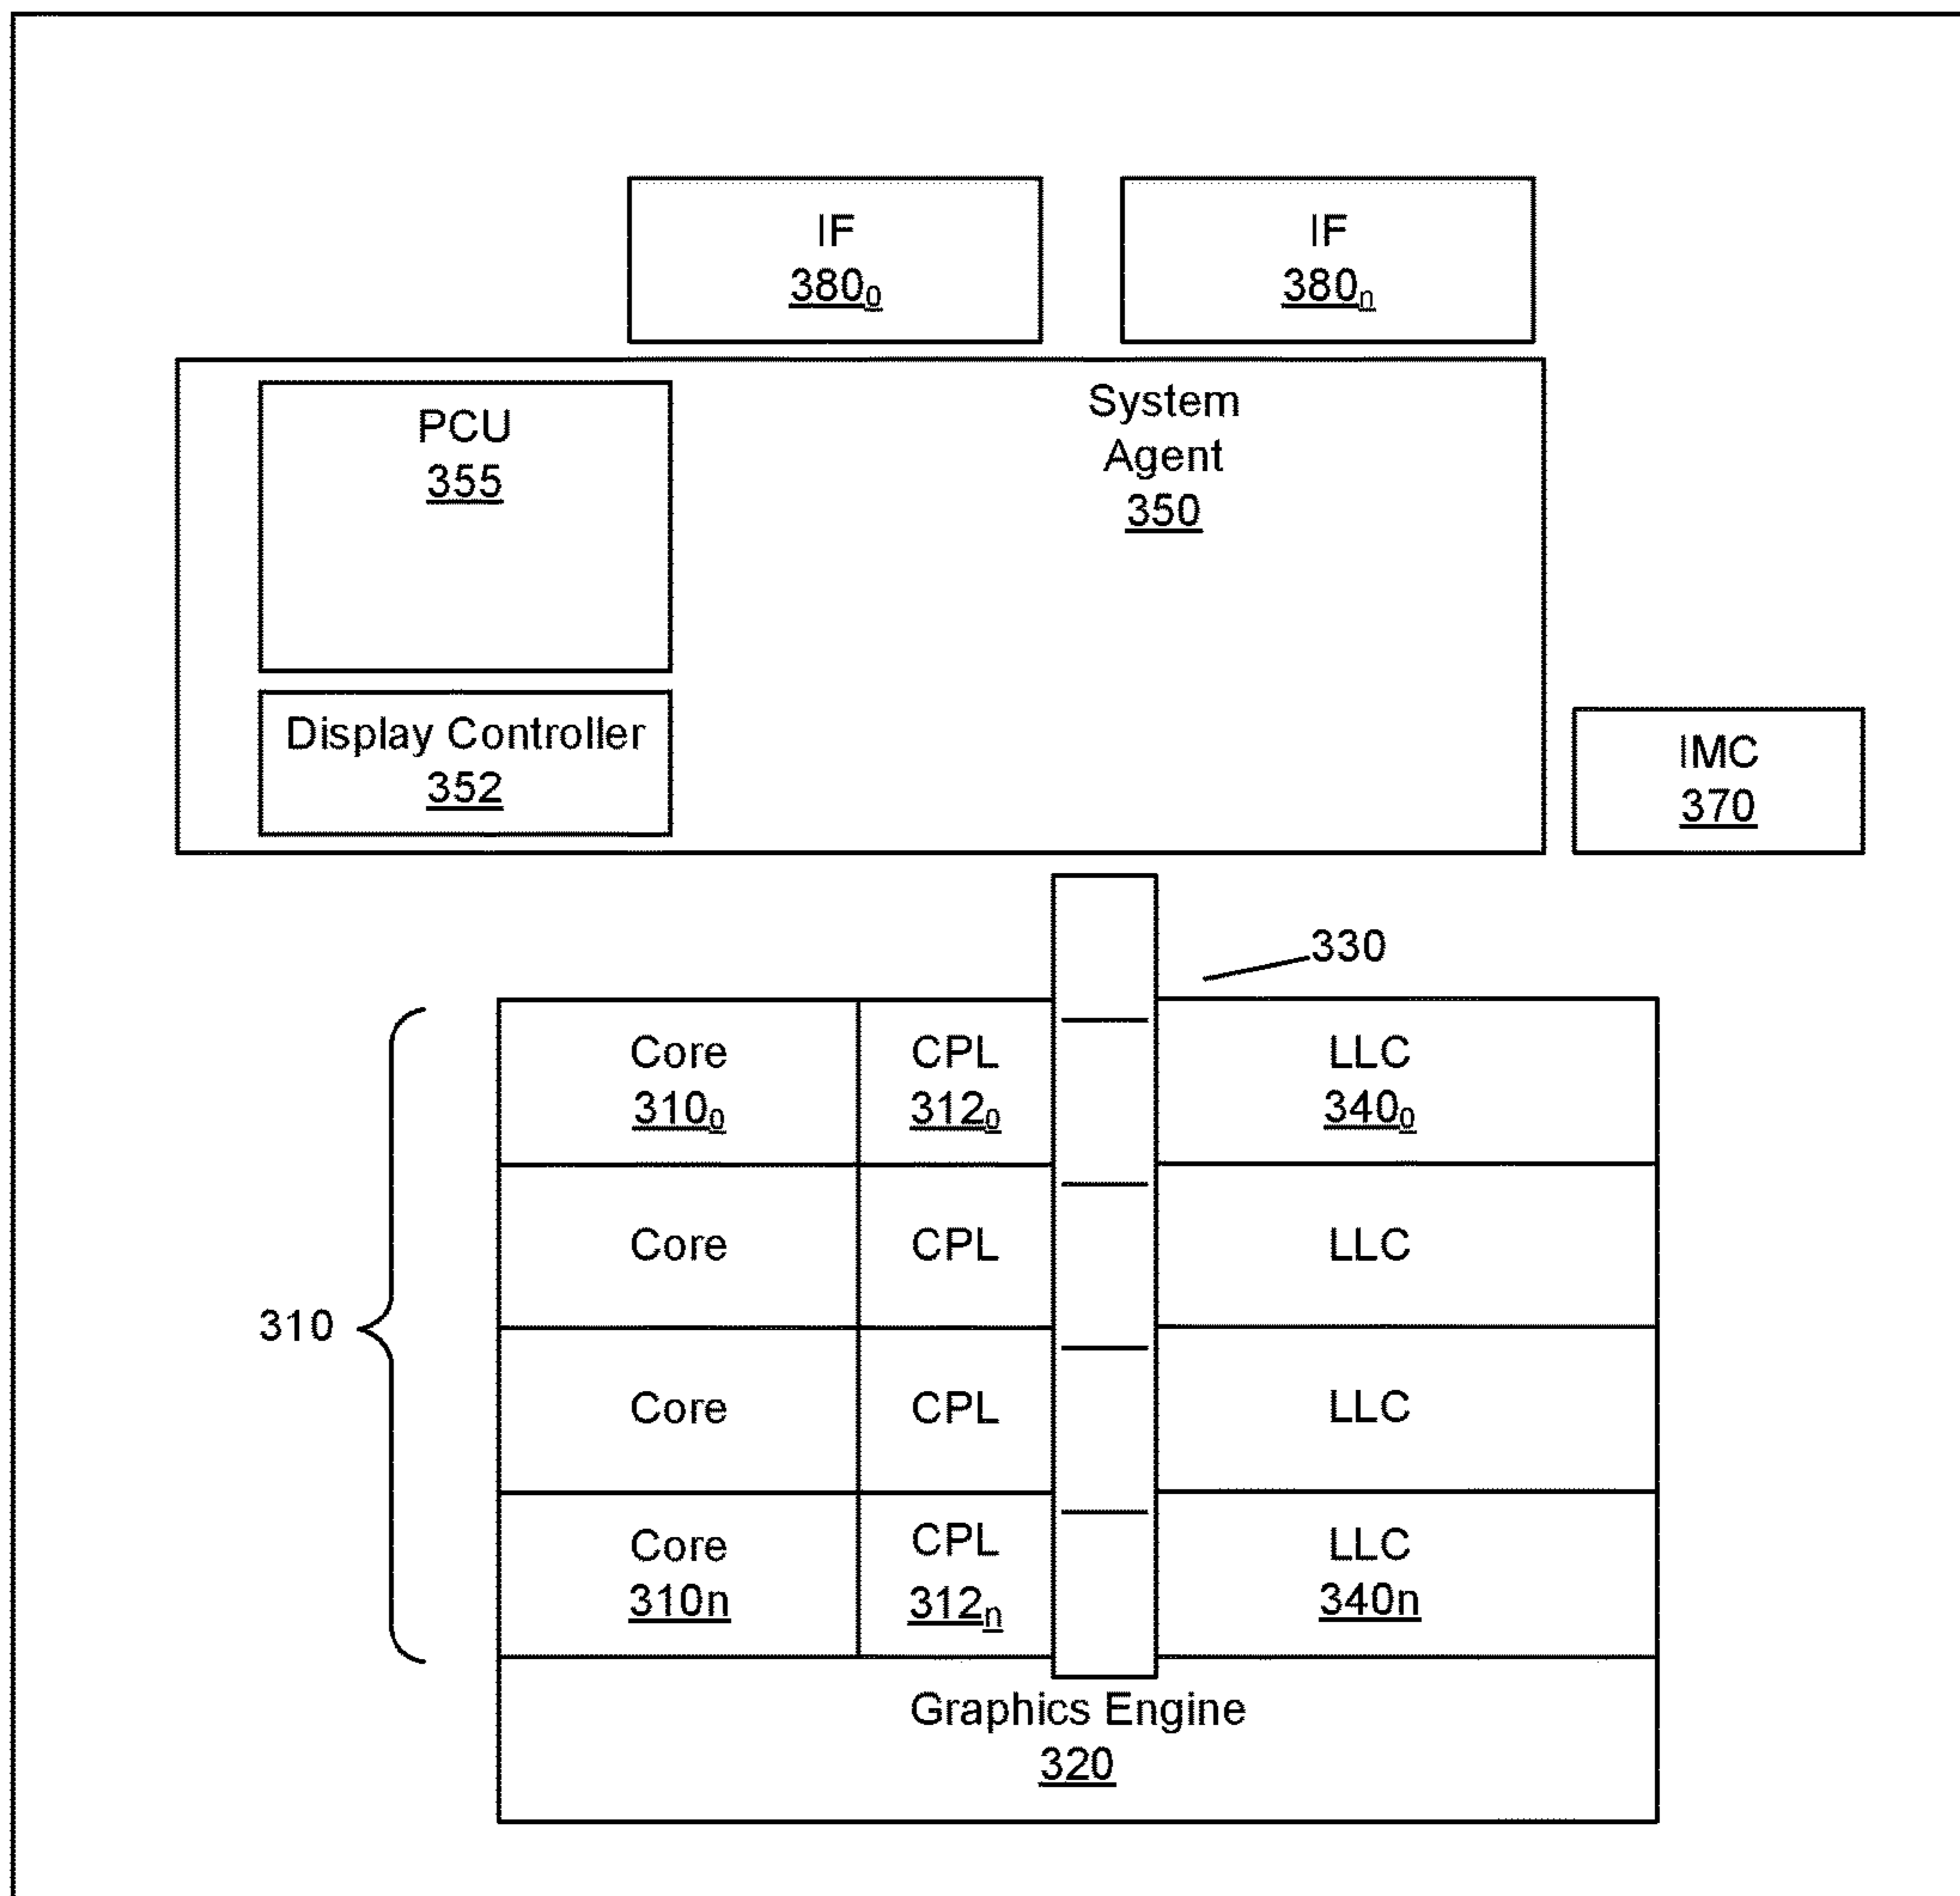 IF
380₀
IF
380ₙ
PCU
355
System
Agent
350
Display Controller
352
IMC
370
330
Core
310₀
CPL
312₀
LLC
340₀
Core
CPL
LLC
310
Core
CPL
LLC
Core
310n
CPL
312ₙ
LLC
340n
Graphics Engine
320